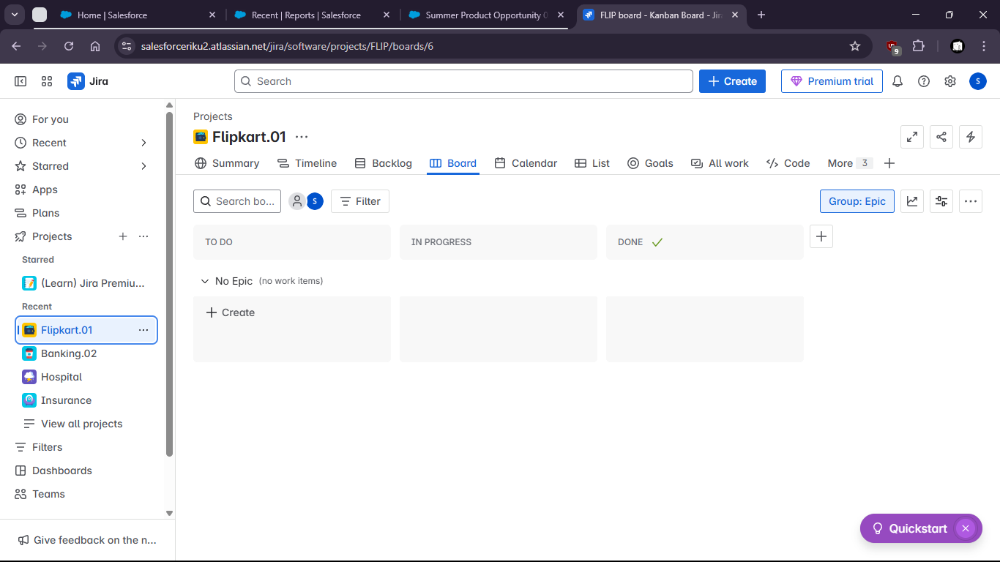 Home | Salesforce
Recent | Reports | Salesforce
Summer Product Opportunity
FLIP board - Kanban Board - Jir
salesforceriku2.atlassian.net/jira/software/projects/FLIP/boards/6
9
Jira
Search
Create
Premium trial
S
For you
Recent
Starred
Apps
Plans
Projects
Starred
(Learn) Jira Premiu...
Recent
Flipkart.01
Banking.02
Hospital
Insurance
View all projects
Filters
Dashboards
Teams
Give feedback on the n...
Projects
Flipkart.01
Summary
Timeline
Backlog
Board
Calendar
List
Goals
All work
Code
More 3
Search bo...
S
Filter
Group: Epic
TO DO
IN PROGRESS
DONE
No Epic (no work items)
Create
Quickstart